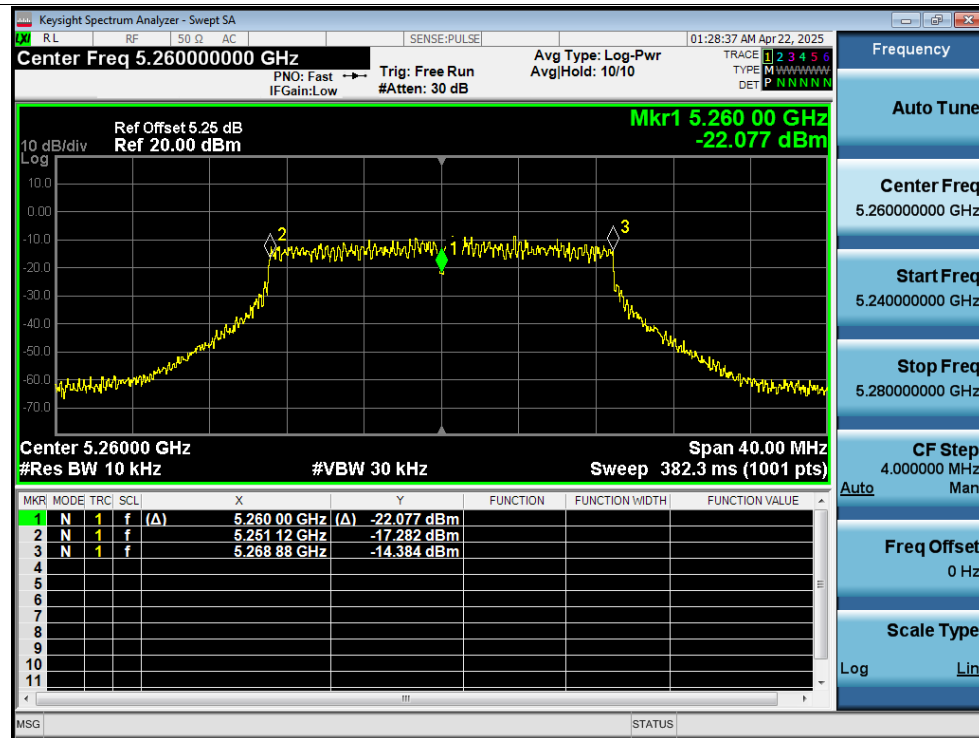 Keysight Spectrum Analyzer - Swept SA
LXI RL RF 50 Ω AC SENSE:PULSE 01:28:37 AM Apr 22, 2025
Center Freq 5.260000000 GHz
PNO: Fast
IFGain:Low
Trig: Free Run
#Atten: 30 dB
Avg Type: Log-Pwr
Avg|Hold: 10/10
TRACE 1 2 3 4 5 6
TYPE M WWWWW
DET P N N N N N
Mkr1 5.260 00 GHz
-22.077 dBm
Ref Offset 5.25 dB
10 dB/div Ref 20.00 dBm
Log
10.0
0.00
-10.0
-20.0
-30.0
-40.0
-50.0
-60.0
-70.0
2
1
3
Center 5.26000 GHz Span 40.00 MHz
#Res BW 10 kHz #VBW 30 kHz Sweep 382.3 ms (1001 pts)
MKR MODE TRC SCL X Y FUNCTION FUNCTION WIDTH FUNCTION VALUE
1 N 1 f (Δ) 5.260 00 GHz (Δ) -22.077 dBm
2 N 1 f 5.251 12 GHz -17.282 dBm
3 N 1 f 5.268 88 GHz -14.384 dBm
4
5
6
7
8
9
10
11
MSG STATUS
Frequency
Auto Tune
Center Freq
5.260000000 GHz
Start Freq
5.240000000 GHz
Stop Freq
5.280000000 GHz
CF Step
4.000000 MHz
Auto Man
Freq Offset
0 Hz
Scale Type
Log Lin